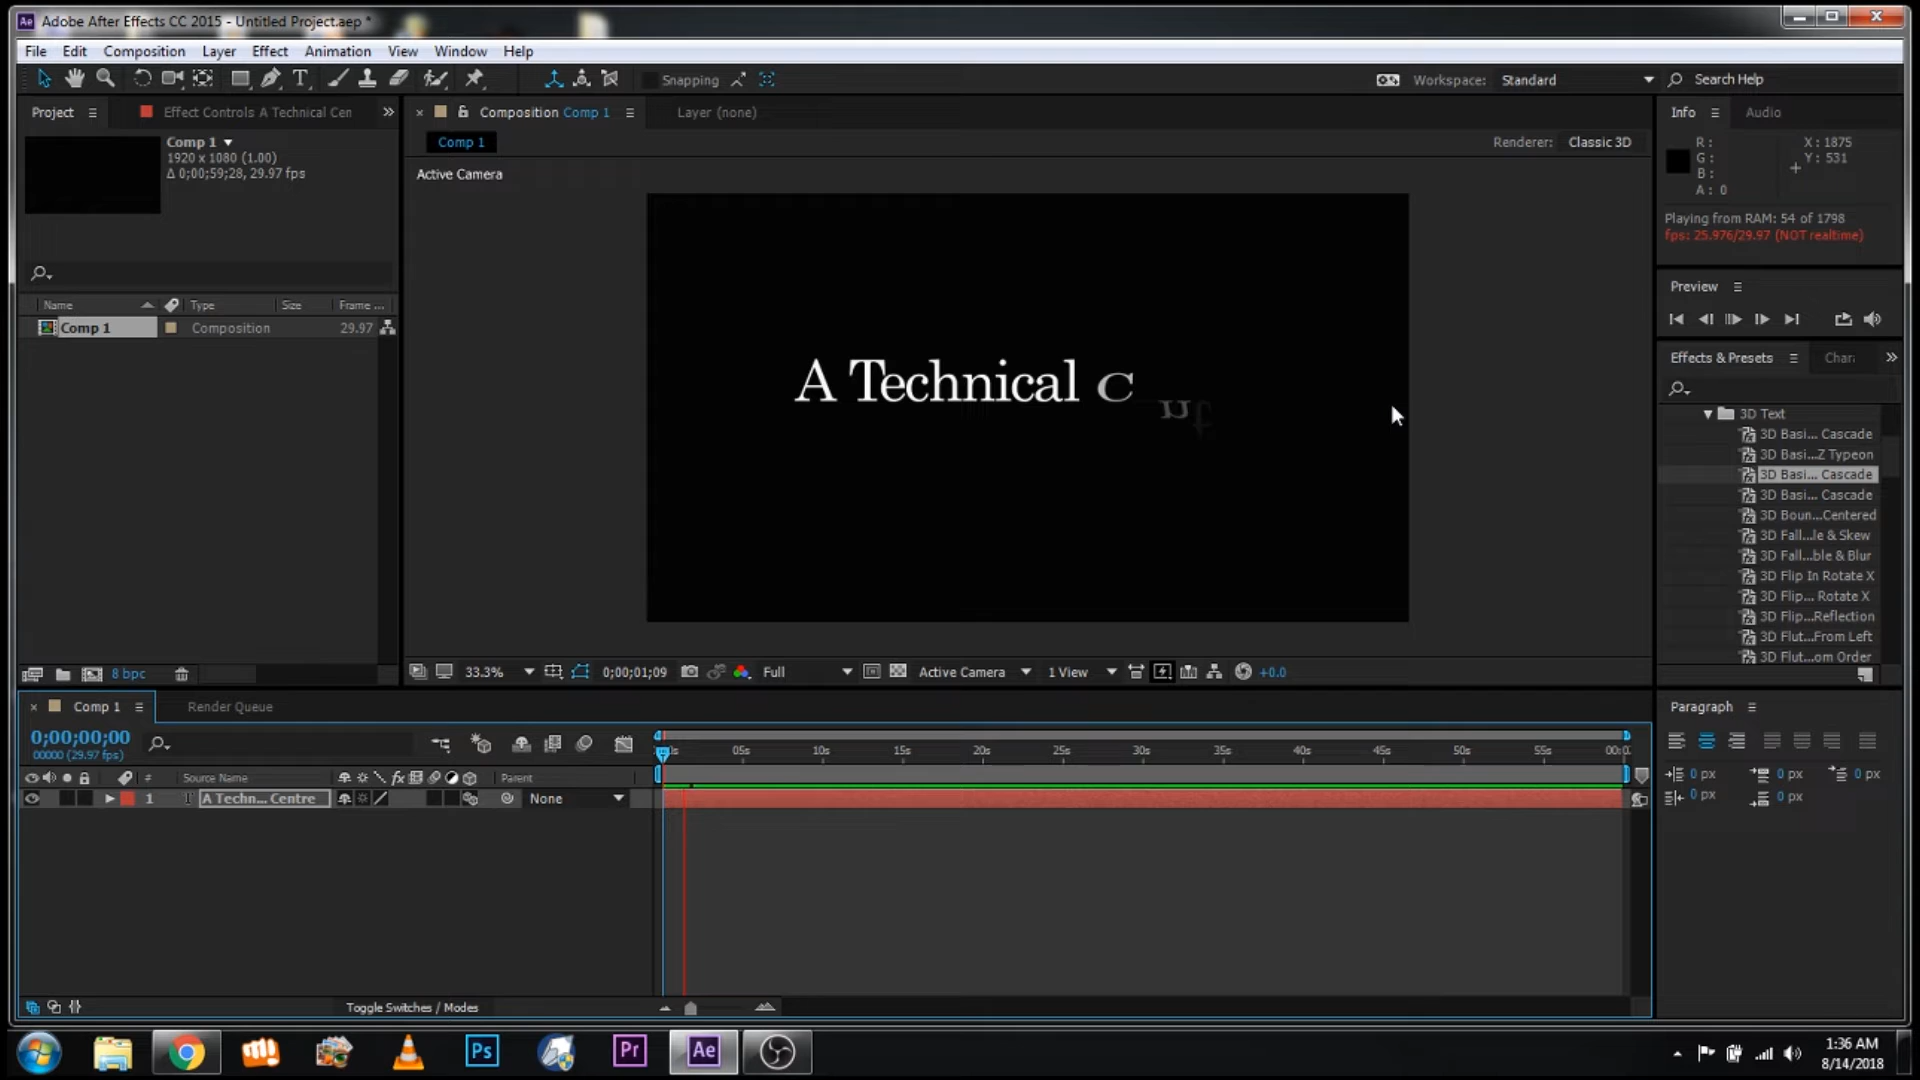 Ae Adobe After Effects CC 2015 - Untitled Project.aep *
File Edit Composition Layer Effect Animation View Window Help
Snapping
Workspace: Standard
Search Help
Project
Effect Controls A Technical Cen
Comp 1
1920 x 1080 (1.00)
Δ 0;00;59;28, 29.97 fps
Name Type Size Frame ...
Comp 1 Composition 29.97
8 bpc
Composition Comp 1
Layer (none)
Comp 1
Renderer: Classic 3D
Active Camera
A Technical C
33.3% 0;00;01;09 Full Active Camera 1 View +0.0
Info Audio
R :
G :
B :
A : 0
X : 1875
Y : 531
Playing from RAM: 54 of 1798
fps: 25.976/29.97 (NOT realtime)
Preview
Effects & Presets Chara
3D Text
3D Basi... Cascade
3D Basi...Z Typeon
3D Basi... Cascade
3D Basi... Cascade
3D Boun...Centered
3D Fall...le & Skew
3D Fall...ble & Blur
3D Flip In Rotate X
3D Flip... Rotate X
3D Flip...Reflection
3D Flut...From Left
3D Flut...om Order
Comp 1 Render Queue
0;00;00;00
00000 (29.97 fps)
05s 10s 15s 20s 25s 30s 35s 40s 45s 50s 55s
# Source Name fx Parent
1 T A Techn... Centre None
Toggle Switches / Modes
Paragraph
0 px 0 px 0 px
0 px 0 px
Ps Pr Ae
1:36 AM
8/14/2018